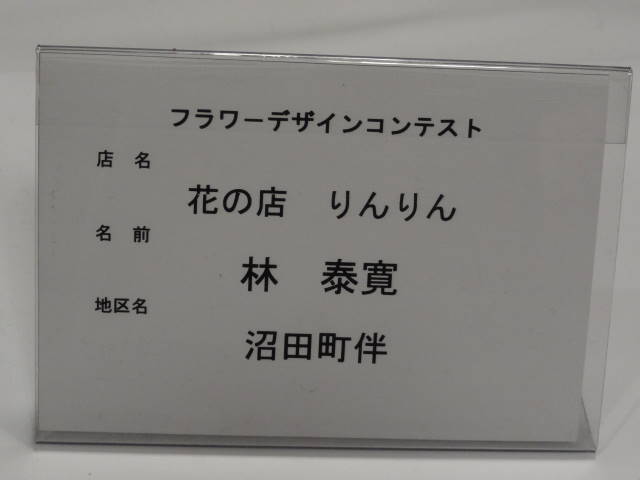 フラワーデザインコンテスト
店　名
花の店　りんりん
名　前
林　泰寛
地区名
沼田町伴